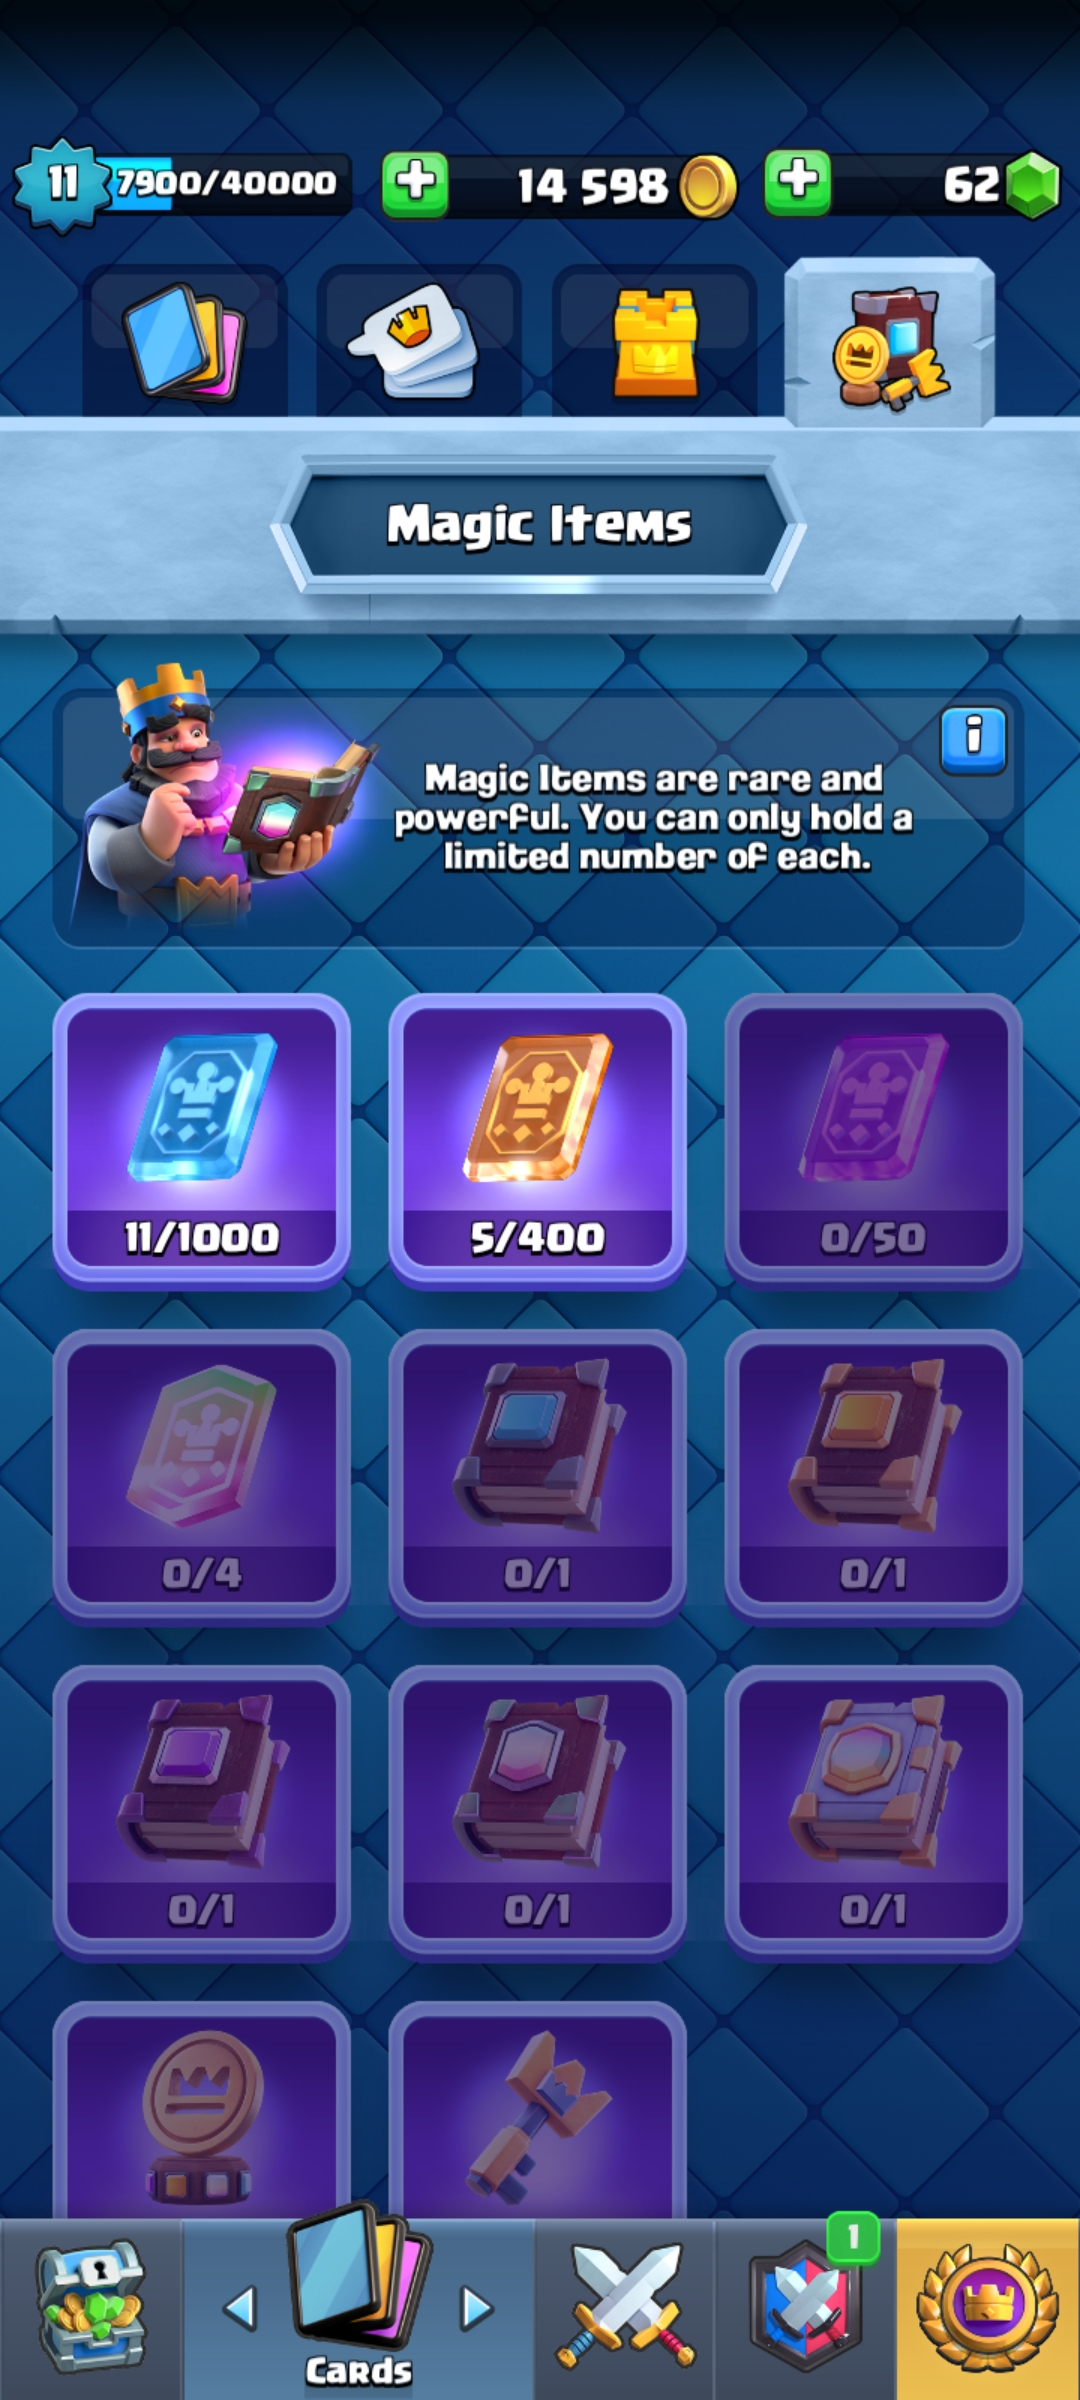 11
7900/40000
14 598
62
Magic Items
Magic Items are rare and
powerful. You can only hold a
limited number of each.
11/1000
5/400
0/50
0/4
0/1
0/1
0/1
0/1
0/1
1
Cards